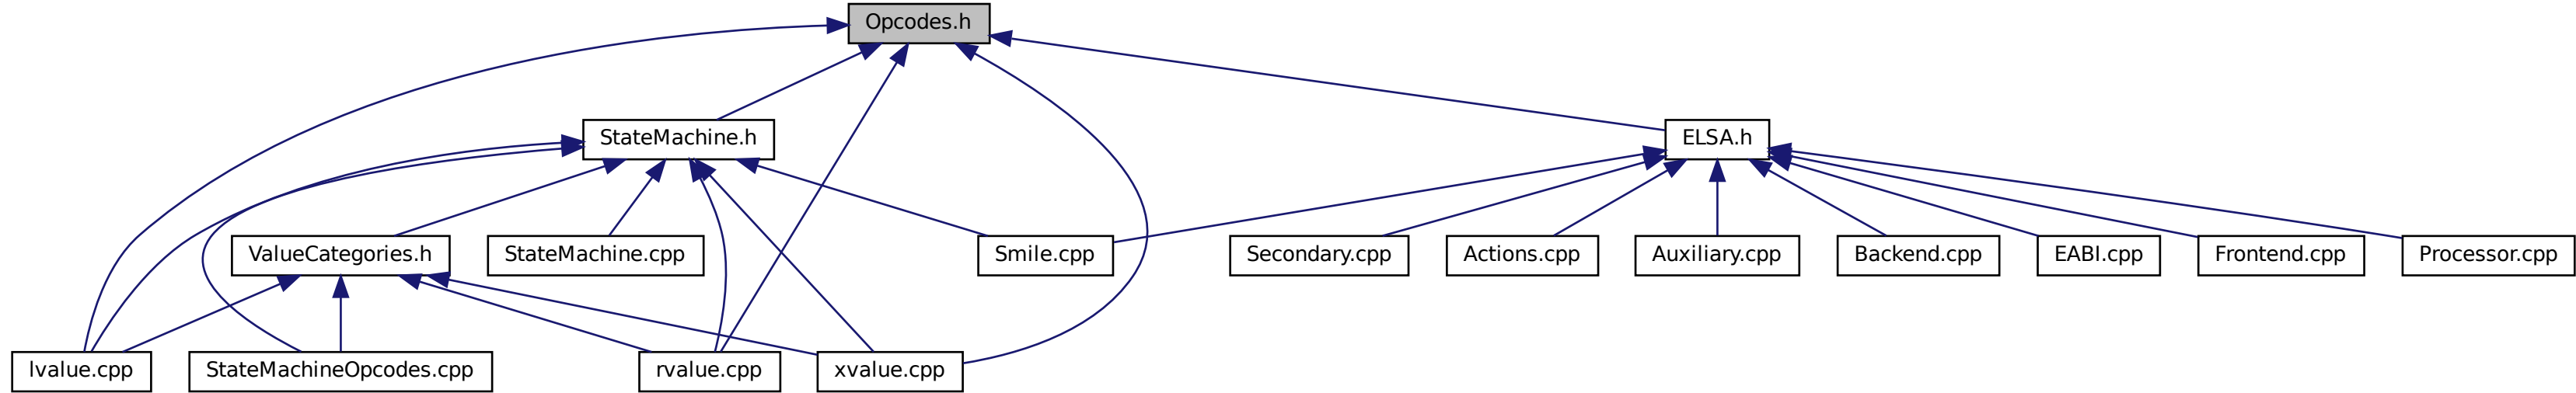 Opcodes.h
StateMachine.h
ELSA.h
ValueCategories.h
StateMachine.cpp
Smile.cpp
Secondary.cpp
Actions.cpp
Auxiliary.cpp
Backend.cpp
EABI.cpp
Frontend.cpp
Processor.cpp
lvalue.cpp
StateMachineOpcodes.cpp
rvalue.cpp
xvalue.cpp